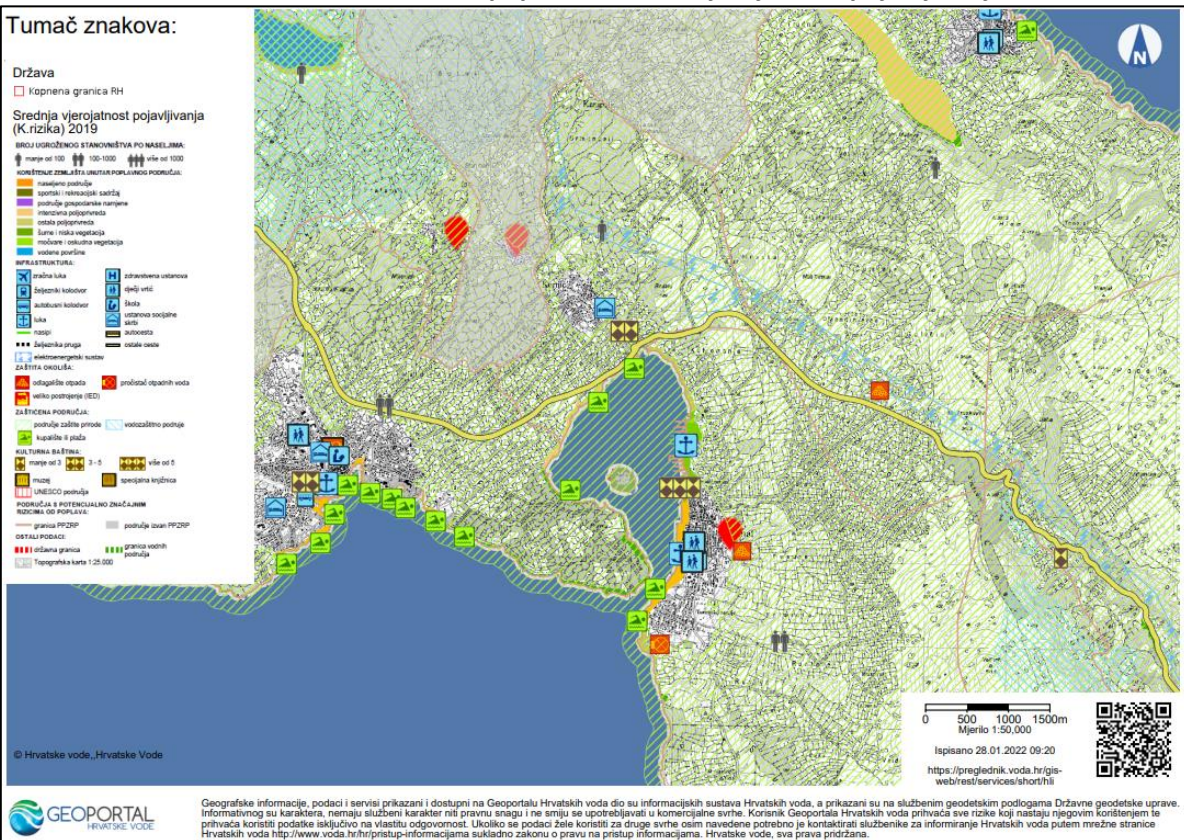 Tumač znakova:
Država
Kopnena granica RH
Srednja vjerojatnost pojavljivanja
(K.rizika) 2019
BROJ UGROŽENOG STANOVNIŠTVA PO NASELJIMA:
manje od 100 100-1000 više od 1000
KORIŠTENJE ZEMLJIŠTA UNUTAR POPLAVNOG PODRUČJA:
naseljeno područje
sportski i rekreacijski sadržaj
područje gospodarske namjene
intenzivna poljoprivreda
ostala poljoprivreda
šume i niska vegetacija
močvare i oskudna vegetacija
vodene površine
INFRASTRUKTURA:
zračna luka zdravstvena ustanova
željeznički kolodvor dječji vrtić
autobusni kolodvor škola
luka ustanova socijalne
skrbi
nasipi autocesta
željeznička pruga ostale ceste
elektroenergetski sustav
ZAŠTITA OKOLIŠA:
odlagalište otpada pročistač otpadnih voda
veliko postrojenje (IED)
ZAŠTIĆENA PODRUČJA:
područje zaštite prirode vodozaštitno područje
kupalište ili plaža
KULTURNA BAŠTINA:
manje od 3 3 - 5 više od 5
muzej specijalna knjižnica
UNESCO područja
PODRUČJA S POTENCIJALNO ZNAČAJNIM
RIZICIMA OD POPLAVA:
granica PPZRP područje izvan PPZRP
OSTALI PODACI:
državna granica granica vodnih
područja
Topografska karta 1:25.000
N
© Hrvatske vode,,Hrvatske Vode
0 500 1000 1500m
Mjerilo 1:50,000
Ispisano 28.01.2022 09:20
https://preglednik.voda.hr/gis-
web/rest/services/short/hli
GEOPORTAL
HRVATSKE VODE
Geografske informacije, podaci i servisi prikazani i dostupni na Geoportalu Hrvatskih voda dio su informacijskih sustava Hrvatskih voda, a prikazani su na službenim geodetskim podlogama Državne geodetske uprave.
Informativnog su karaktera, nemaju službeni karakter niti pravnu snagu i ne smiju se upotrebljavati u komercijalne svrhe. Korisnik Geoportala Hrvatskih voda prihvaća sve rizike koji nastaju njegovim korištenjem te
prihvaća koristiti podatke isključivo na vlastitu odgovornost. Ukoliko se podaci žele koristiti za druge svrhe osim navedene potrebno je kontaktirati službenike za informiranje Hrvatskih voda putem mrežne stranice
Hrvatskih voda http://www.voda.hr/hr/pristup-informacijama sukladno zakonu o pravu na pristup informacijama. Hrvatske vode, sva prava pridržana.